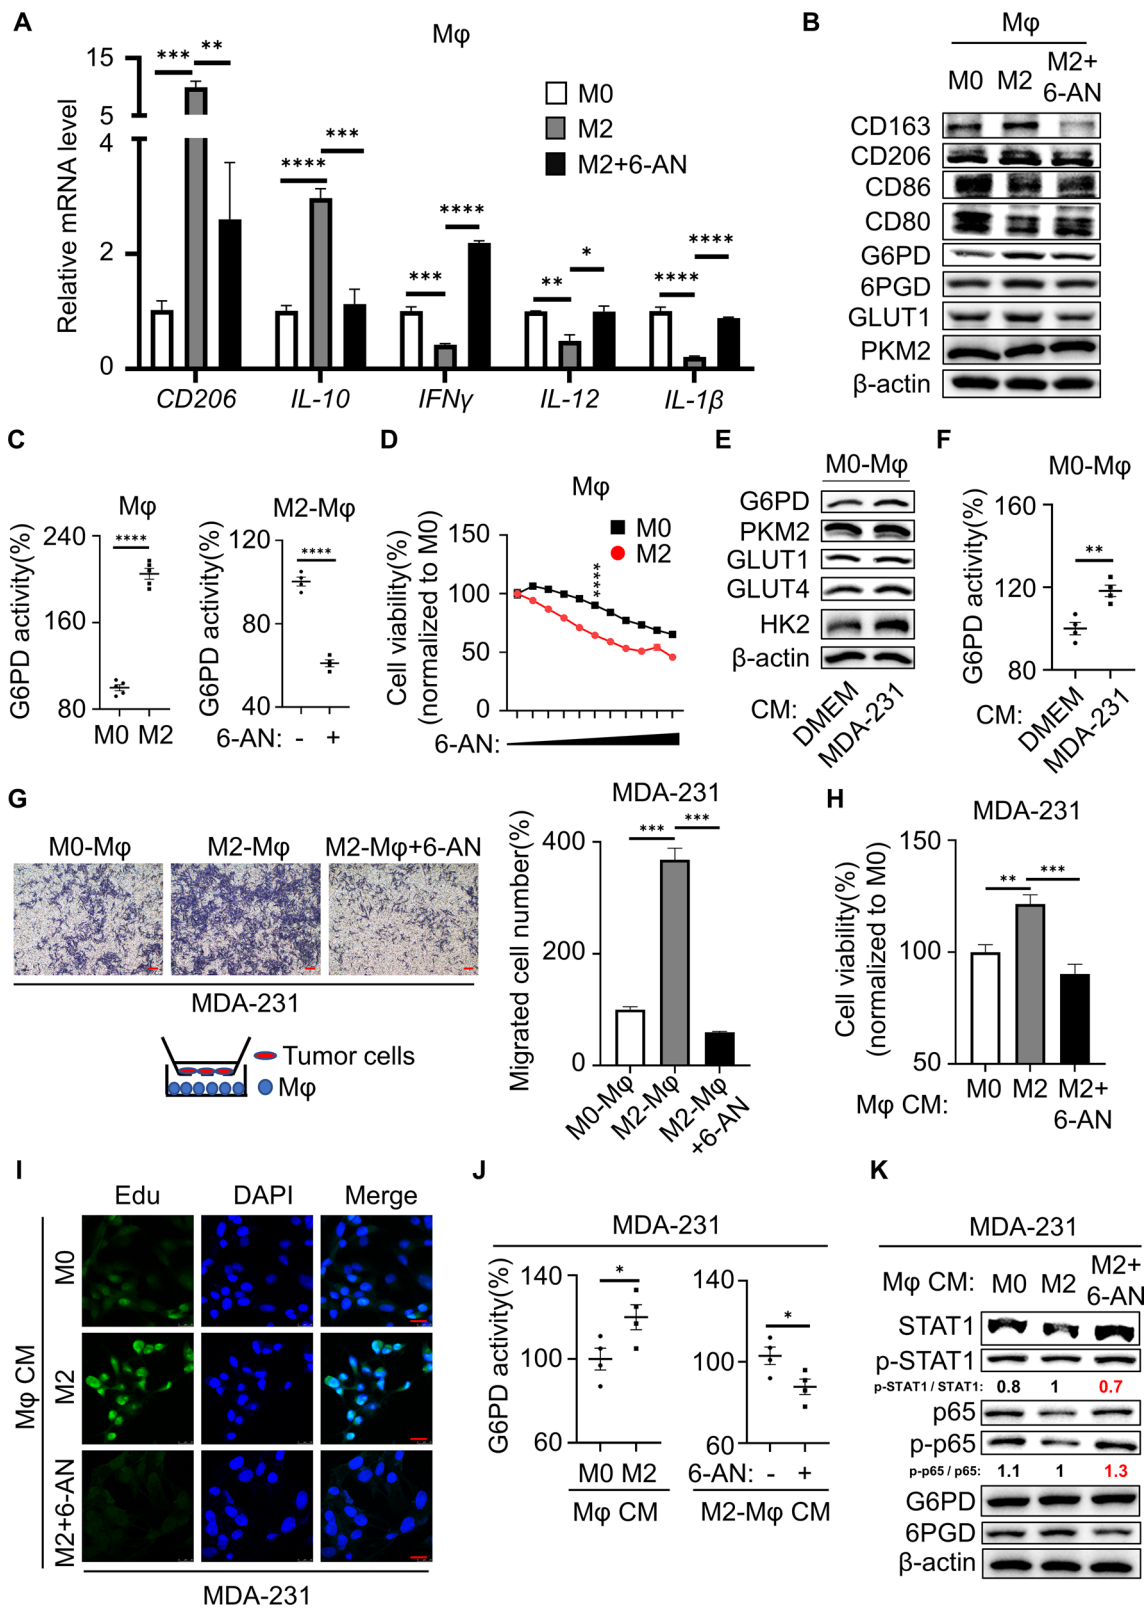 A
Mφ
Relative mRNA level
15
5
4
2
0
***
**
****
***
***
****
**
*
****
****
M0
M2
M2+6-AN
CD206
IL-10
IFNγ
IL-12
IL-1β
B
Mφ
M0
M2
M2+
6-AN
CD163
CD206
CD86
CD80
G6PD
6PGD
GLUT1
PKM2
β-actin
C
Mφ
G6PD activity(%)
240
160
80
****
M0 M2
M2-Mφ
G6PD activity(%)
120
80
40
****
6-AN: - +
D
Mφ
Cell viability(%)
(normalized to M0)
150
100
50
0
M0
M2
****
6-AN:
E
M0-Mφ
G6PD
PKM2
GLUT1
GLUT4
HK2
β-actin
CM:
DMEM
MDA-231
F
M0-Mφ
G6PD activity(%)
160
120
80
**
CM:
DMEM
MDA-231
G
M0-Mφ
M2-Mφ
M2-Mφ+6-AN
MDA-231
Tumor cells
Mφ
MDA-231
Migrated cell number(%)
400
200
0
***
***
M0-Mφ
M2-Mφ
M2-Mφ
+6-AN
H
MDA-231
Cell viability(%)
(normalized to M0)
150
100
50
**
***
Mφ CM:
M0
M2
M2+
6-AN
I
Edu
DAPI
Merge
Mφ CM
M0
M2
M2+6-AN
MDA-231
J
MDA-231
G6PD activity(%)
140
100
60
*
M0 M2
Mφ CM
140
100
60
*
6-AN: - +
M2-Mφ CM
K
MDA-231
Mφ CM:
M0
M2
M2+
6-AN
STAT1
p-STAT1
p-STAT1 / STAT1: 0.8 1 0.7
p65
p-p65
p-p65 / p65: 1.1 1 1.3
G6PD
6PGD
β-actin